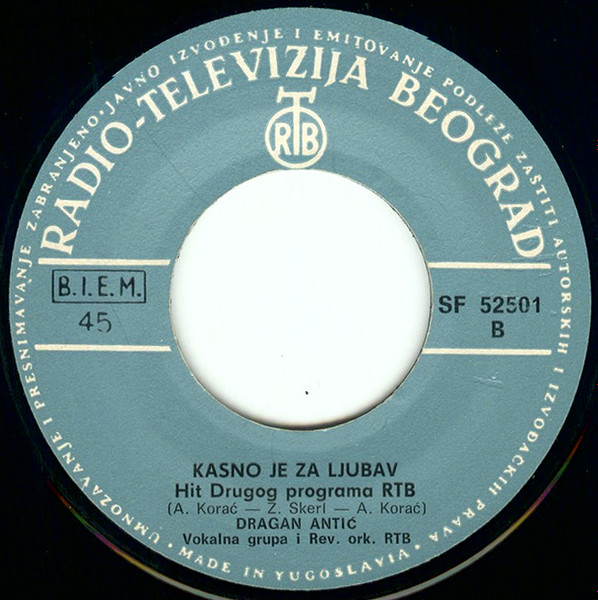 UMNOŽAVANJE I PRESNIMAVANJE ZABRANJENO · JAVNO IZVOĐENJE I EMITOVANJE PODLEŽE ZAŠTITI AUTORSKIH I IZVOĐAČKIH PRAVA ·
RADIO-TELEVIZIJA BEOGRAD
RTB
B.I.E.M.
45
SF 52501
B
KASNO JE ZA LJUBAV
Hit Drugog programa RTB
(A. Korać — Z. Skerl — A. Korać)
DRAGAN ANTIĆ
Vokalna grupa i Rev. ork. RTB
MADE IN YUGOSLAVIA